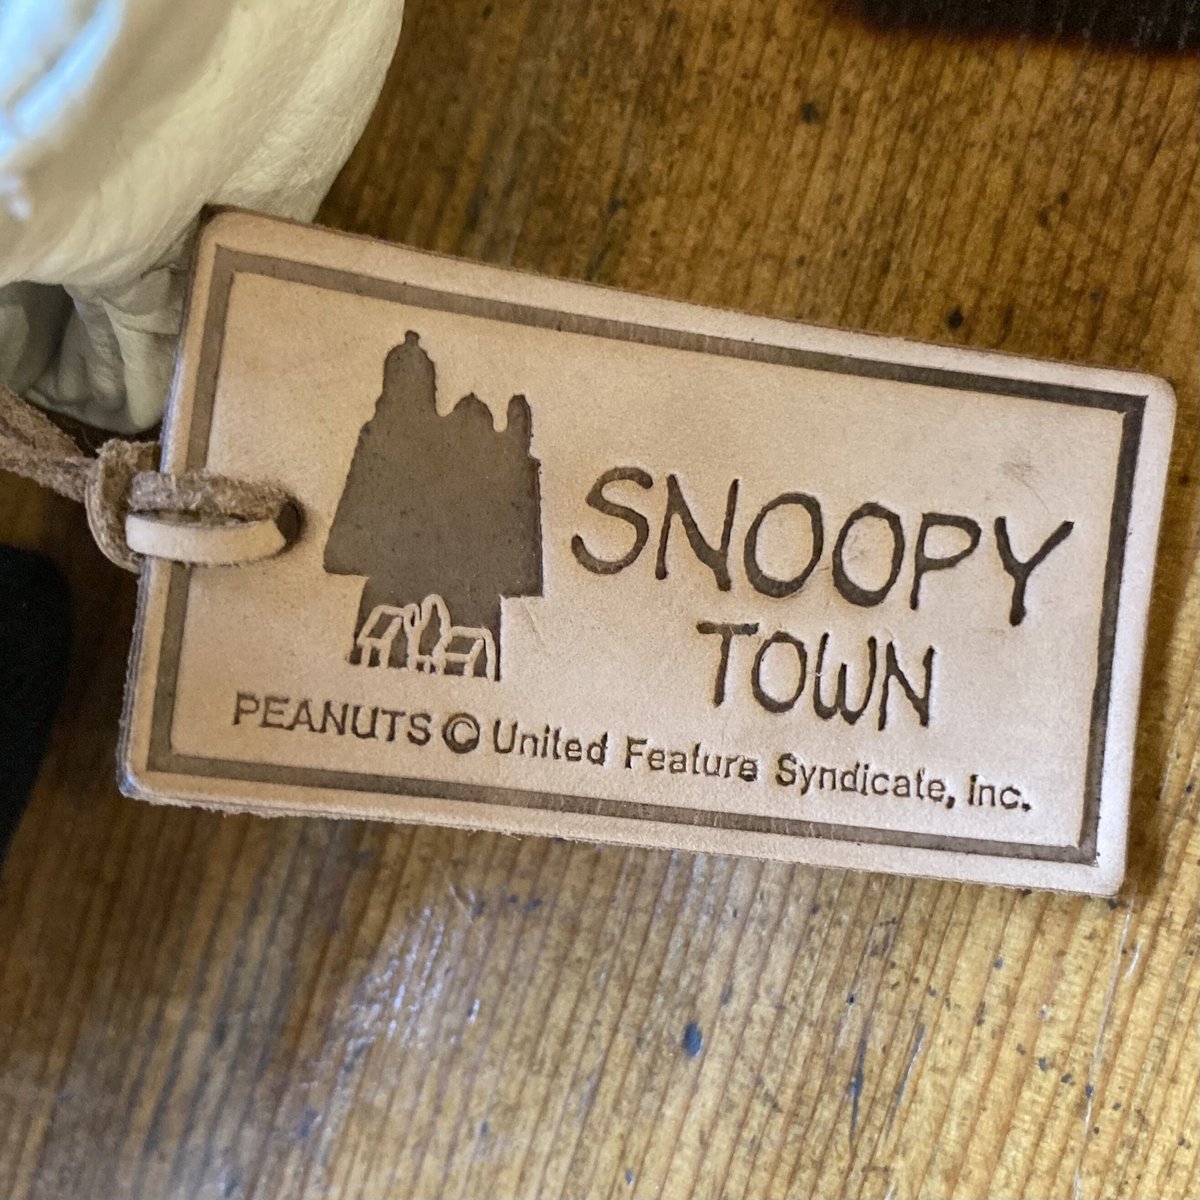 SNOOPY
TOWN
PEANUTS © United Feature Syndicate, Inc.